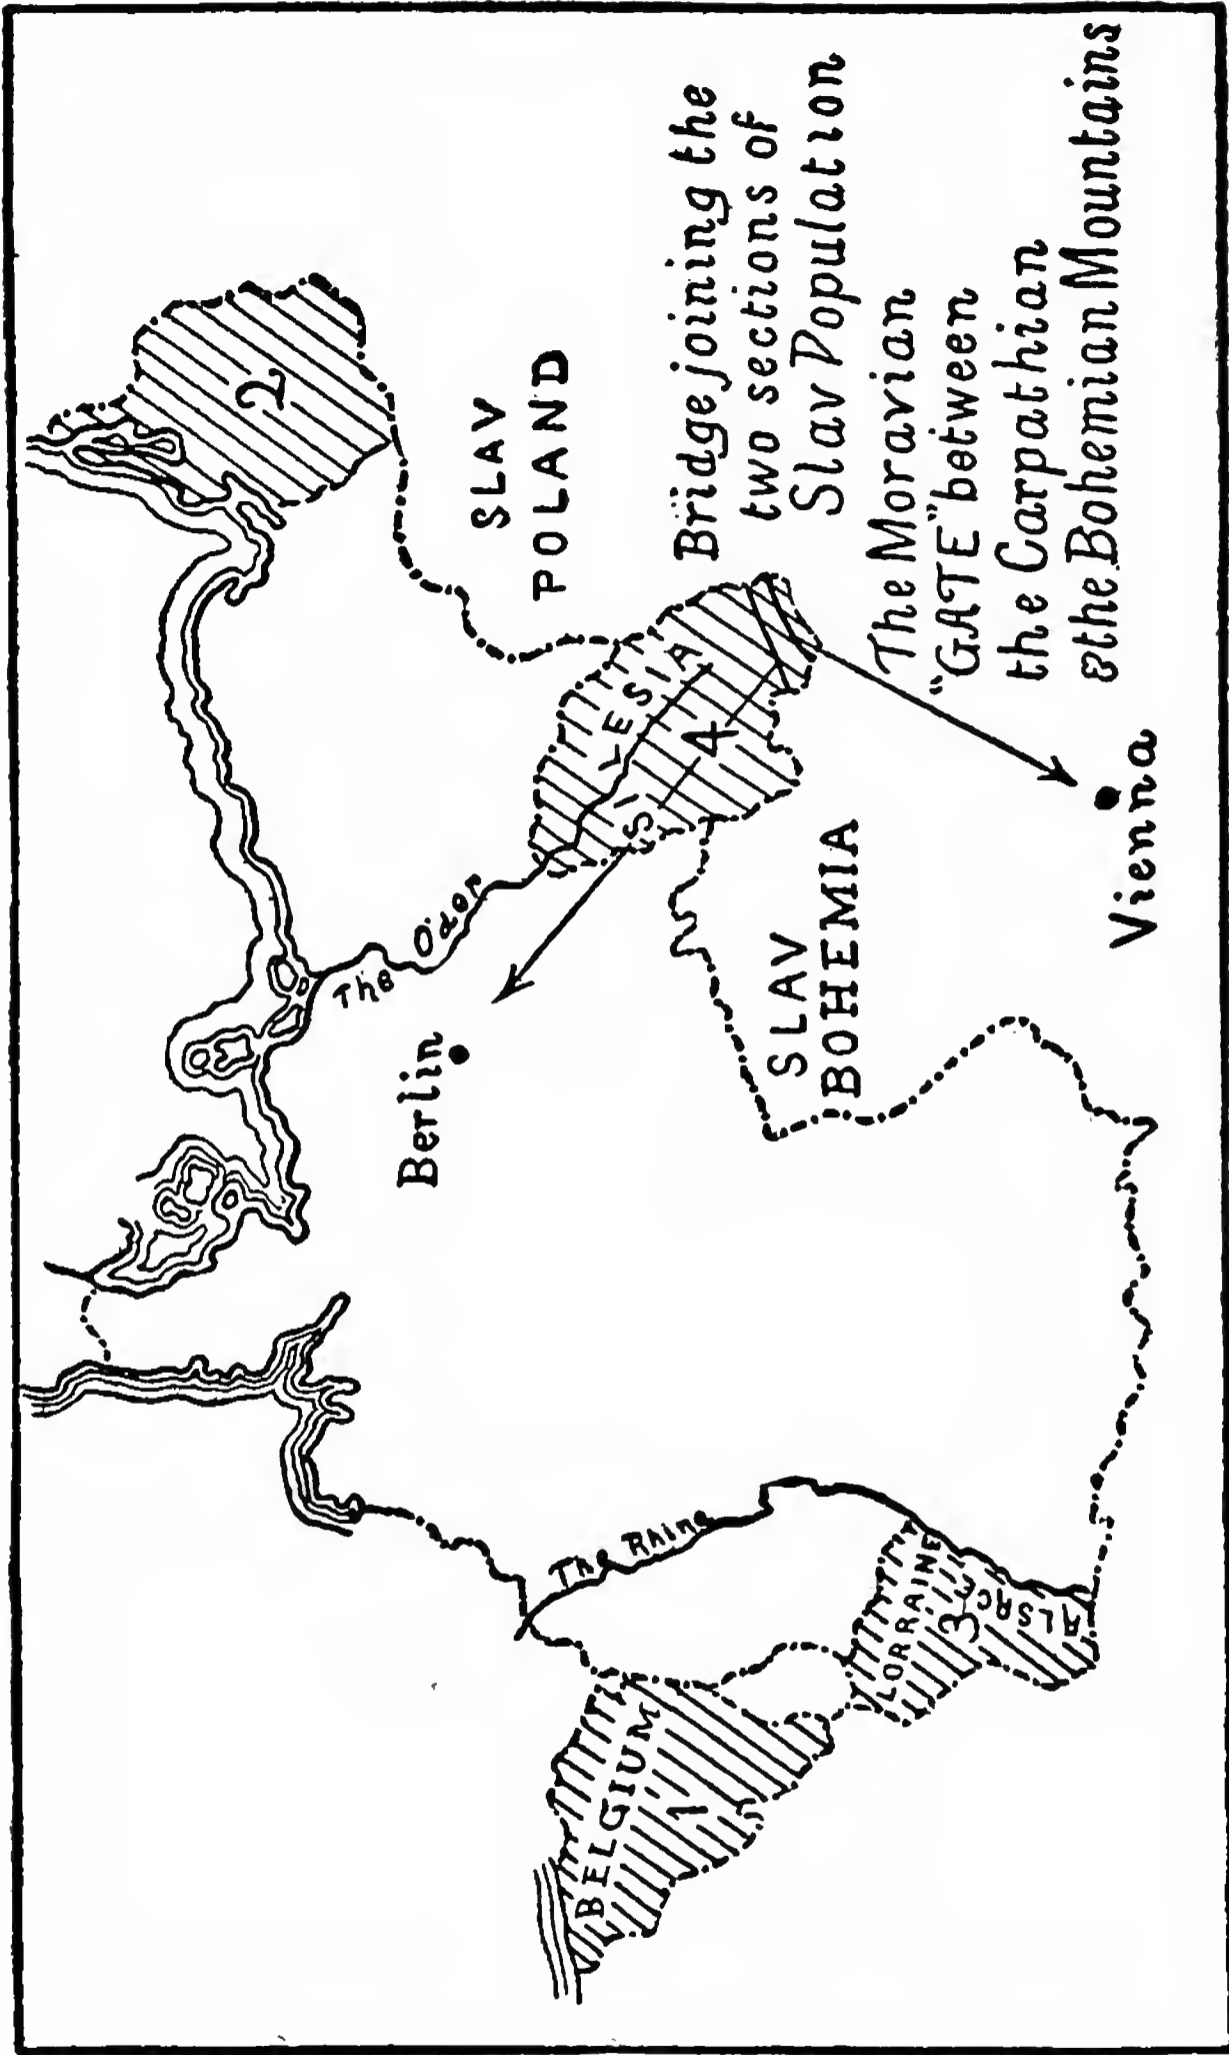 2
SLAV
POLAND
Bridge joining the
two sections of
Slav Population
The Moravian
"GATE" between
the Carpathian
& the Bohemian Mountains
SILESIA
4
The Oder
Berlin
SLAV
BOHEMIA
Vienna
The Rhine
LORRAINE
3
ALSACE
BELGIUM
1